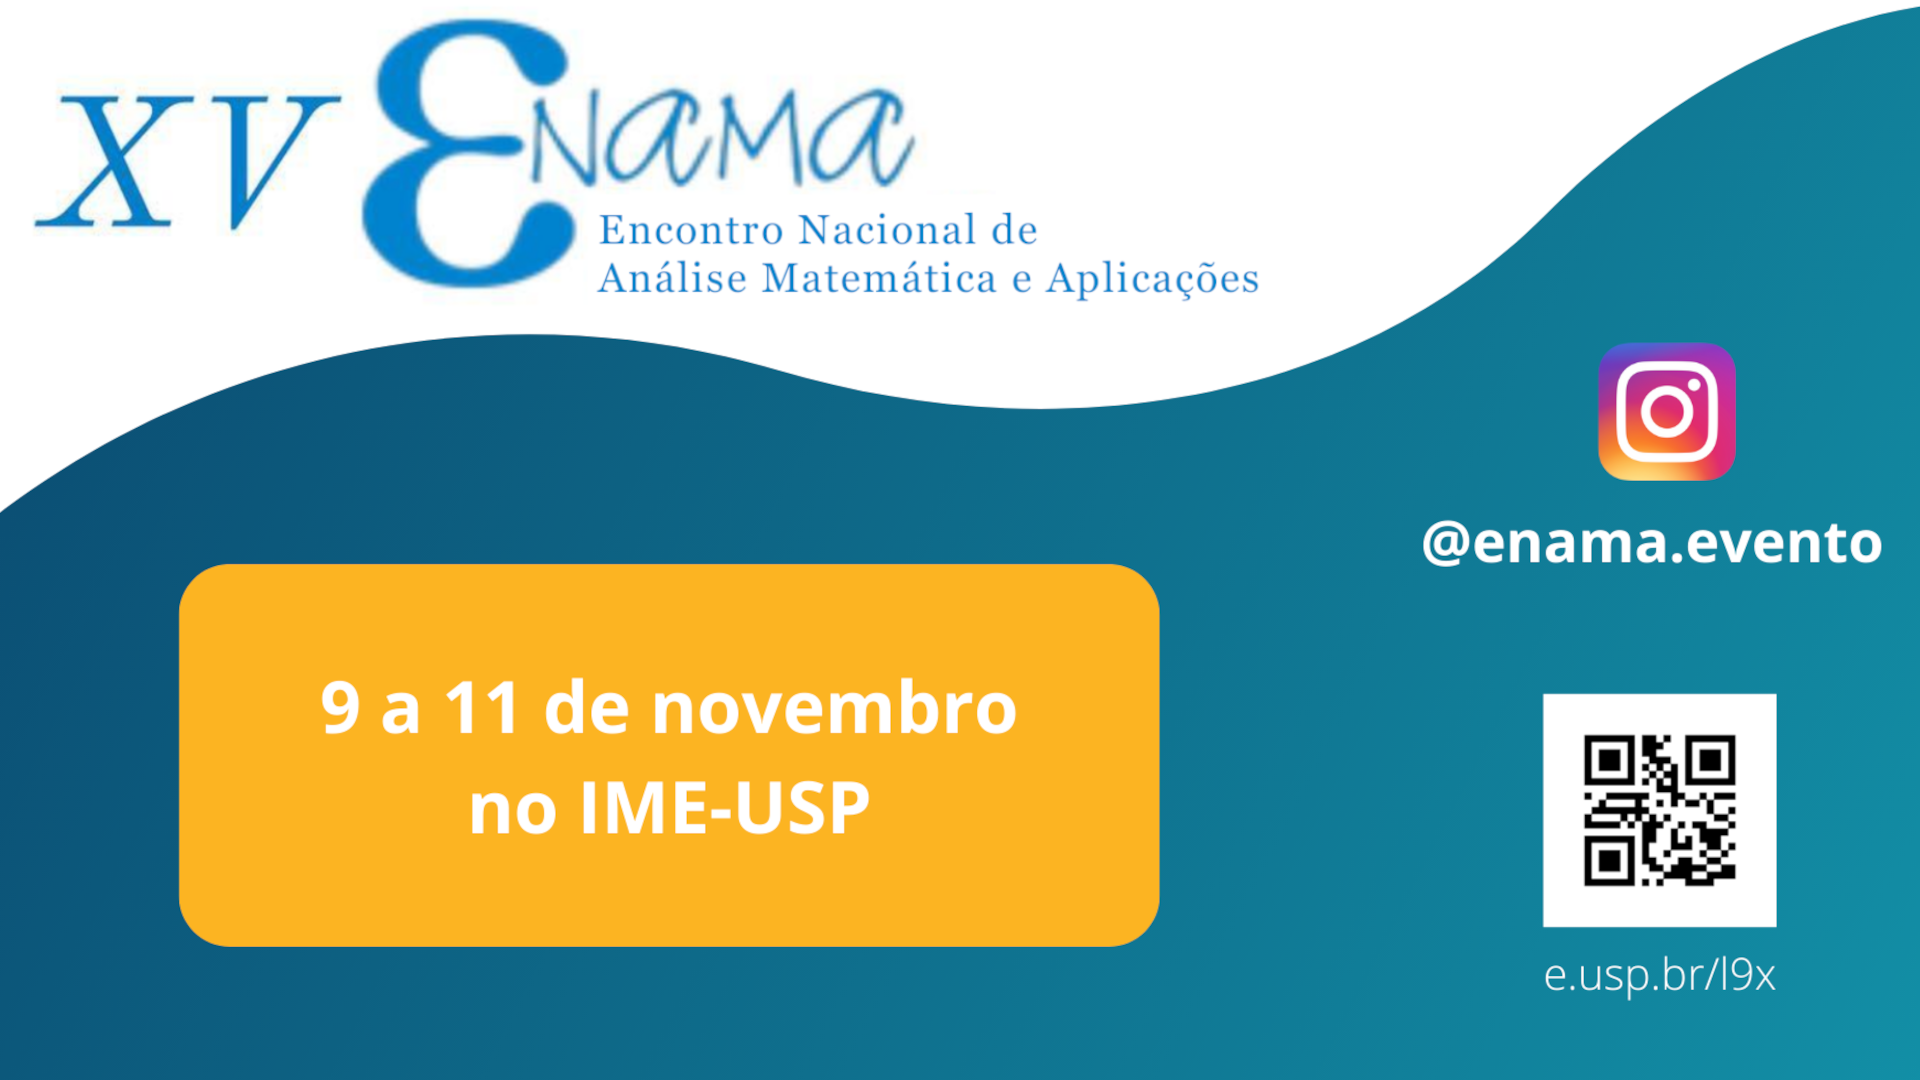 XV ENAMA
Encontro Nacional de
Análise Matemática e Aplicações
@enama.evento
9 a 11 de novembro
no IME-USP
e.usp.br/l9x